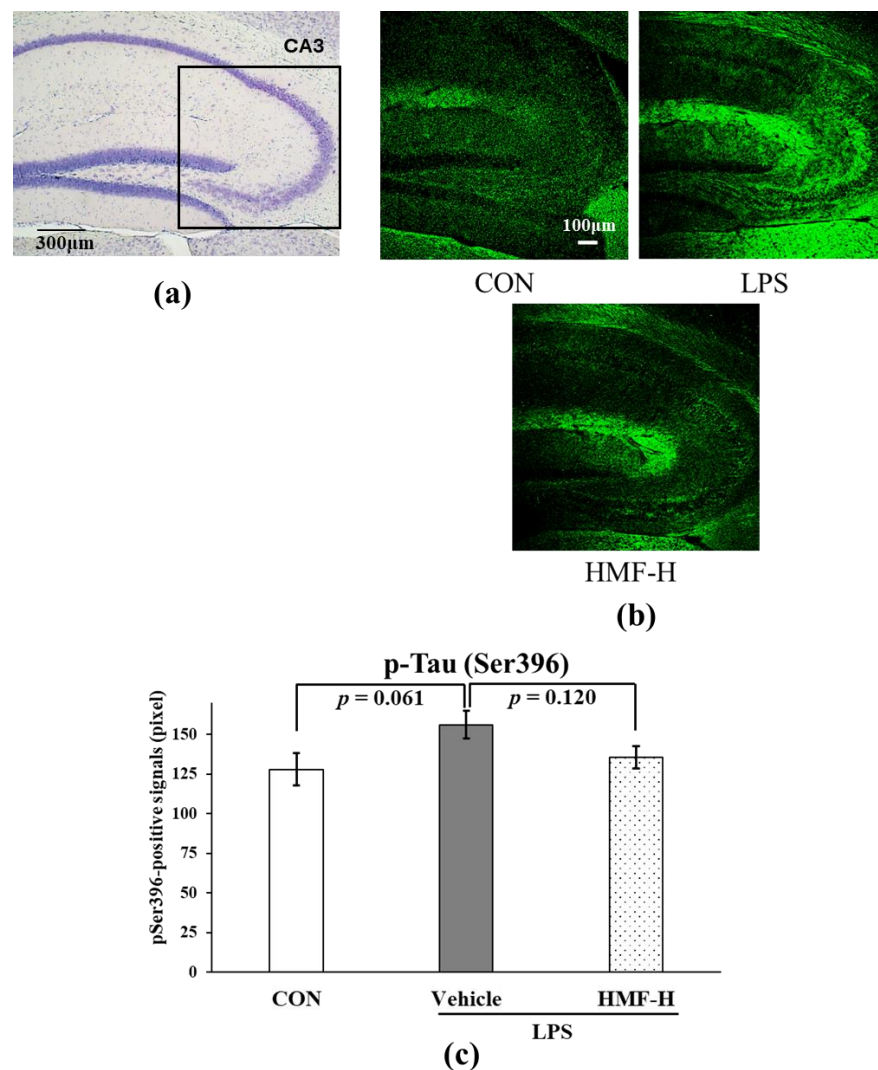 CA3
300μm
(a)
100μm
CON
LPS
HMF-H
(b)
p-Tau (Ser396)
p = 0.061
p = 0.120
pSer396-positive signals (pixel)
150
125
100
75
50
25
0
CON
Vehicle
HMF-H
LPS
(c)